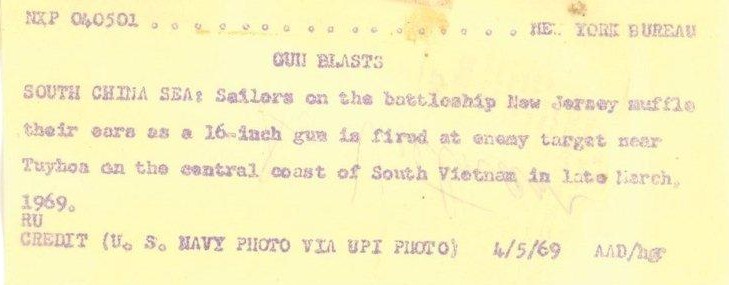 NXP 040501 . . . . . . . . . . . . . . . . . . NEW YORK BUREAU
GUN BLASTS
SOUTH CHINA SEA: Sailors on the battleship New Jersey muffle
their ears as a 16-inch gun is fired at enemy target near
Tuyhoa on the central coast of South Vietnam in late March,
1969.
RU
CREDIT (U. S. NAVY PHOTO VIA UPI PHOTO) 4/5/69 AAD/hgr